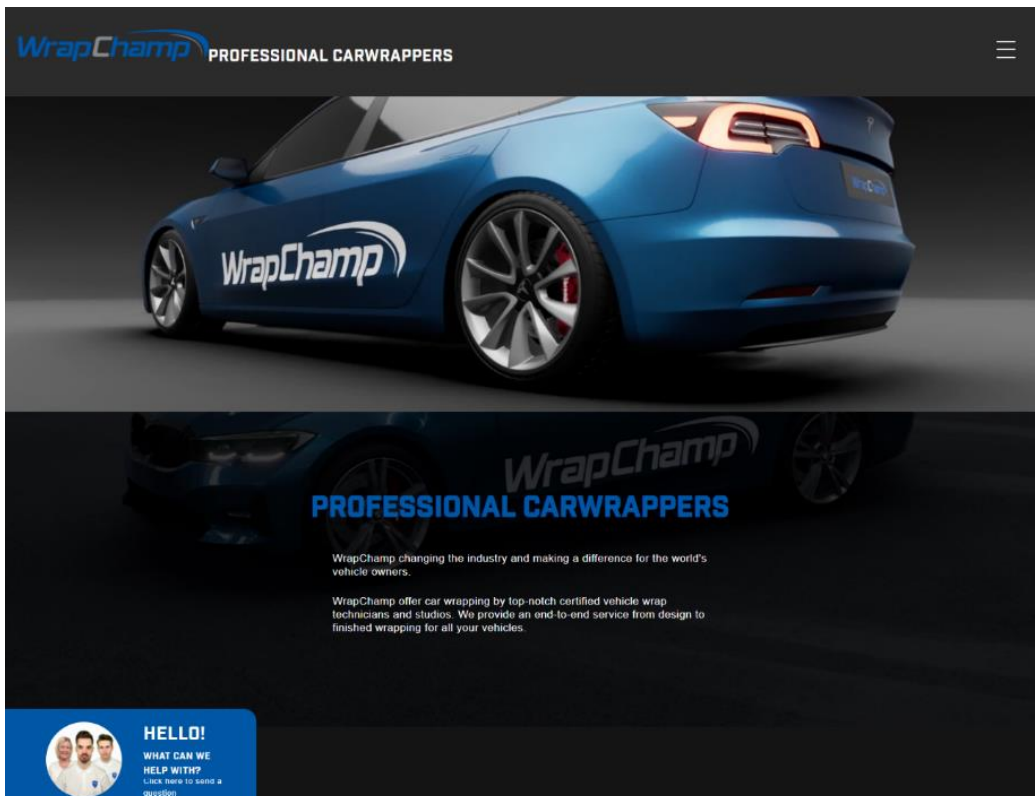 WrapChamp PROFESSIONAL CARWRAPPERS
WrapChamp
WrapChamp
WrapChamp
PROFESSIONAL CARWRAPPERS
WrapChamp changing the industry and making a difference for the world's
vehicle owners.
WrapChamp offer car wrapping by top-notch certified vehicle wrap
technicians and studios. We provide an end-to-end service from design to
finished wrapping for all your vehicles.
HELLO!
WHAT CAN WE
HELP WITH?
Click here to send a
question